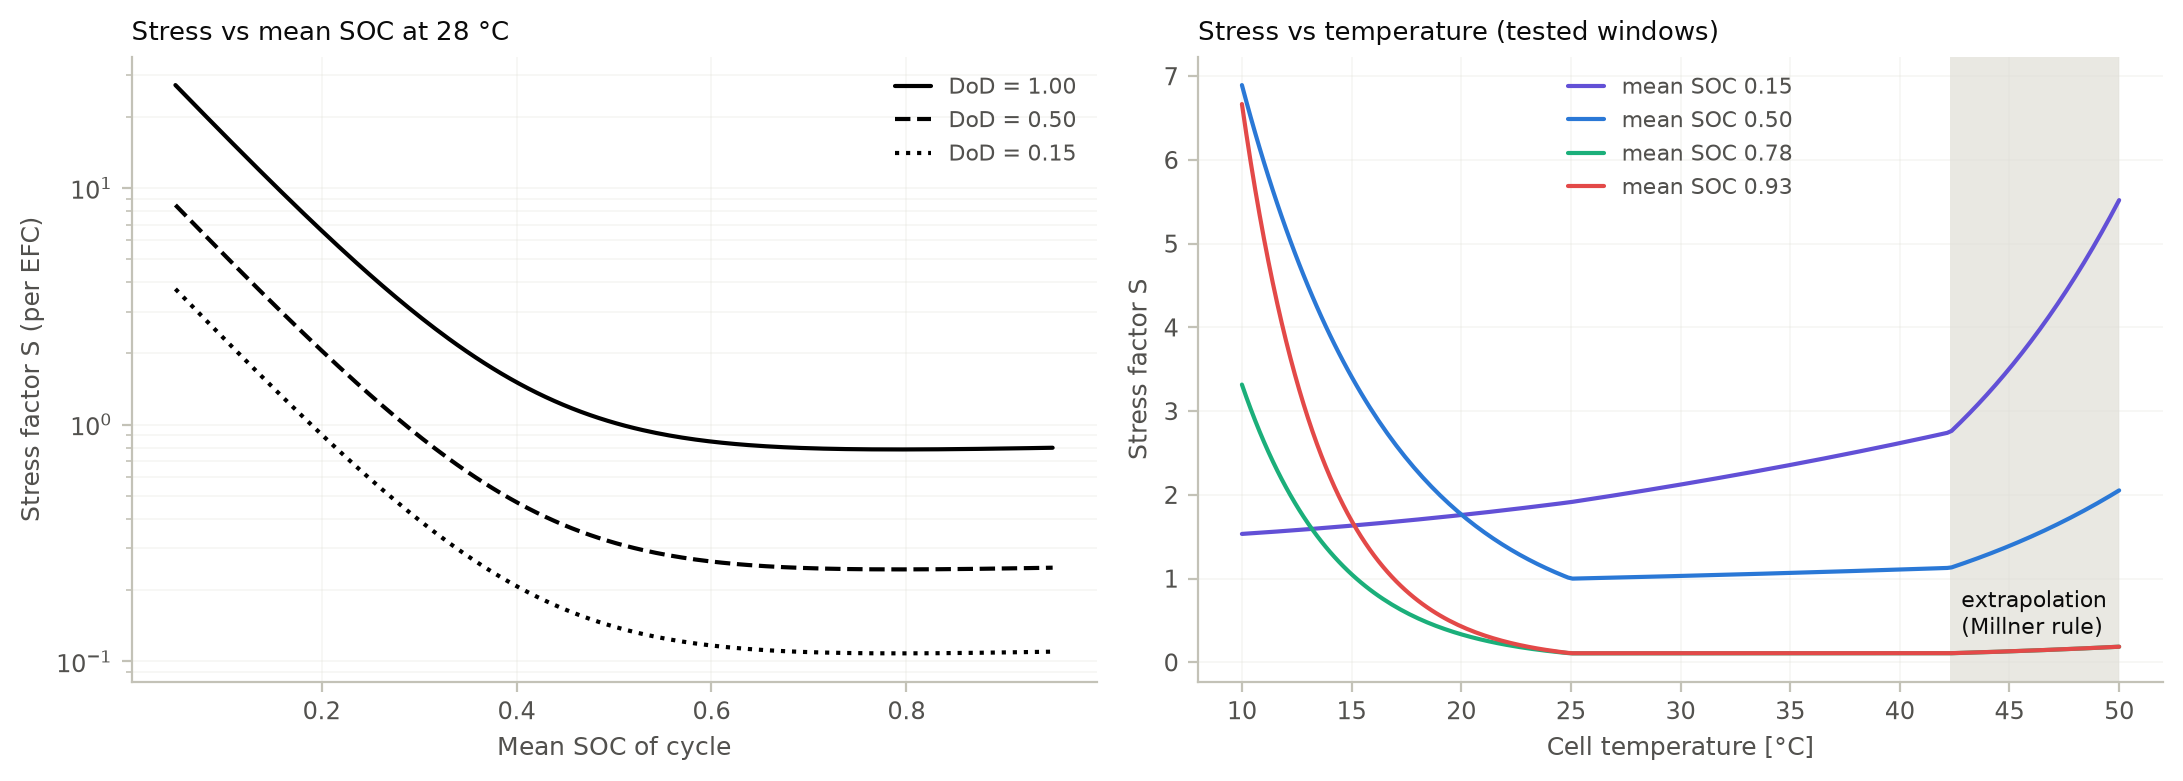 Stress vs mean SOC at 28 °C
Stress factor S (per EFC)
10¹
10⁰
10⁻¹
DoD = 1.00
DoD = 0.50
DoD = 0.15
0.2 0.4 0.6 0.8
Mean SOC of cycle
Stress vs temperature (tested windows)
Stress factor S
7
6
5
4
3
2
1
0
mean SOC 0.15
mean SOC 0.50
mean SOC 0.78
mean SOC 0.93
extrapolation
(Millner rule)
10 15 20 25 30 35 40 45 50
Cell temperature [°C]